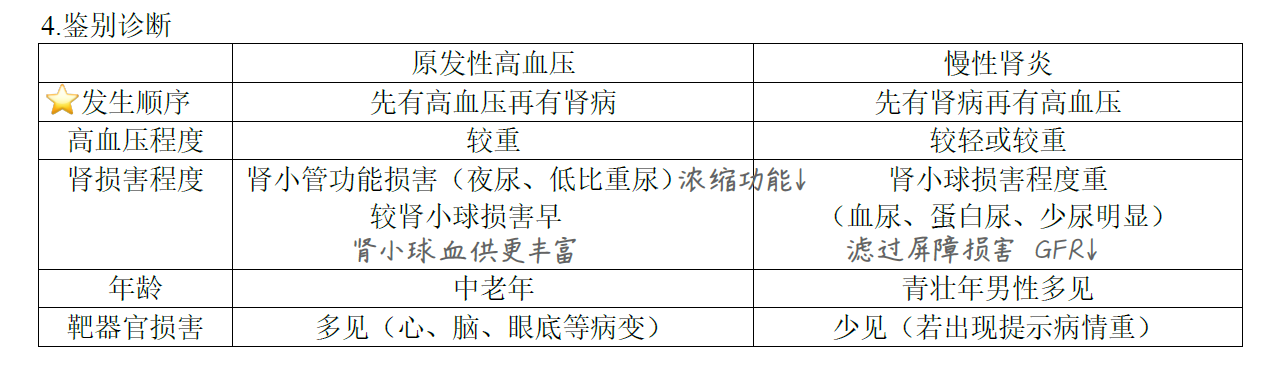 4.鉴别诊断
原发性高血压 慢性肾炎
发生顺序 先有高血压再有肾病 先有肾病再有高血压
高血压程度 较重 较轻或较重
肾损害程度 肾小管功能损害（夜尿、低比重尿）浓缩功能↓ 肾小球损害程度重
较肾小球损害早 （血尿、蛋白尿、少尿明显）
肾小球血供更丰富 滤过屏障损害 GFR↓
年龄 中老年 青壮年男性多见
靶器官损害 多见（心、脑、眼底等病变） 少见（若出现提示病情重）